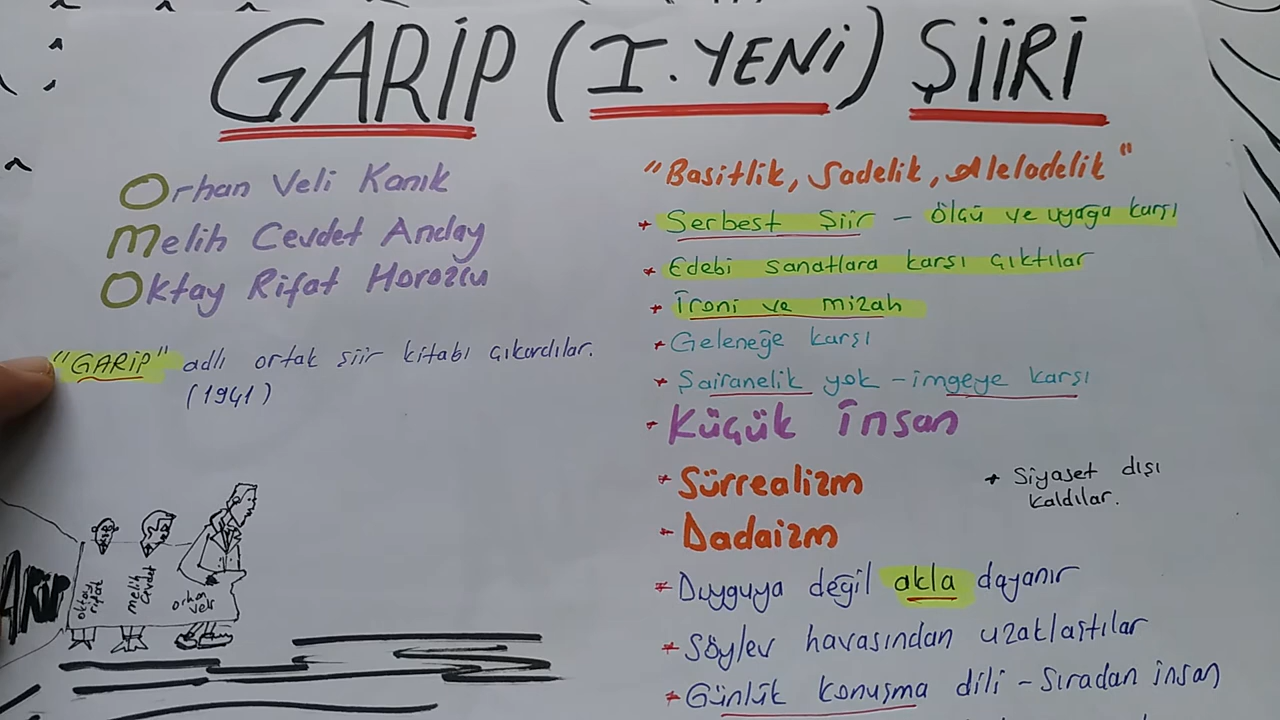 GARİP (I. YENİ) ŞİİRİ
Orhan Veli Kanık
Melih Cevdet Anday
Oktay Rifat Horozcu
"GARİP" adlı ortak şiir kitabı çıkardılar.
(1941)
ARİP
oktay rifat
melih cevdet
orhan veli
"Basitlik, Sadelik, Aleladelik"
* Serbest Şiir - ölçü ve uyağa karşı
* Edebi sanatlara karşı çıktılar
* İroni ve mizah
* Geleneğe karşı
* Şairanelik yok - imgeye karşı
* Küçük İnsan
* Sürrealizm
* Siyaset dışı
kaldılar.
* Dadaizm
* Duyguya değil akla dayanır
* Söylev havasından uzaklaştılar
* Günlük konuşma dili - Sıradan insan